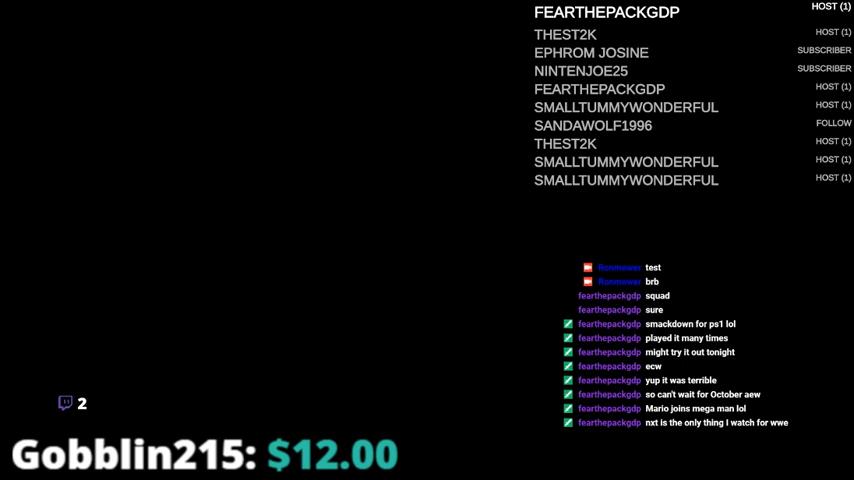 FEARTHEPACKGDP HOST (1)
THEST2K HOST (1)
EPHROM JOSINE SUBSCRIBER
NINTENJOE25 SUBSCRIBER
FEARTHEPACKGDP HOST (1)
SMALLTUMMYWONDERFUL HOST (1)
SANDAWOLF1996 FOLLOW
THEST2K HOST (1)
SMALLTUMMYWONDERFUL HOST (1)
SMALLTUMMYWONDERFUL HOST (1)
Ronmower test
Ronmower brb
fearthepackgdp squad
fearthepackgdp sure
fearthepackgdp smackdown for ps1 lol
fearthepackgdp played it many times
fearthepackgdp might try it out tonight
fearthepackgdp ecw
fearthepackgdp yup it was terrible
fearthepackgdp so can't wait for October aew
fearthepackgdp Mario joins mega man lol
fearthepackgdp nxt is the only thing I watch for wwe
2
Gobblin215: $12.00